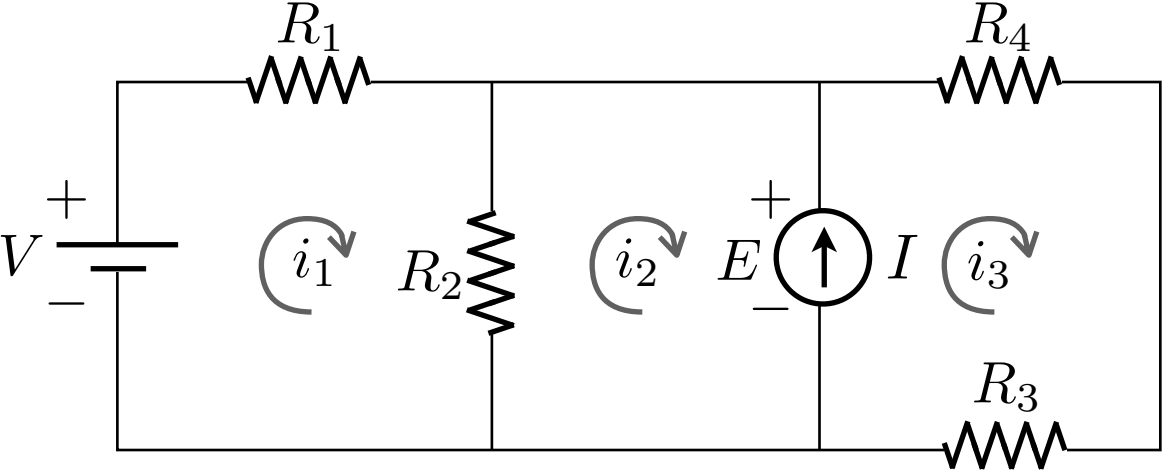 R₁
R₄
+
+
V
i₁
R₂
i₂
E
I
i₃
−
−
R₃